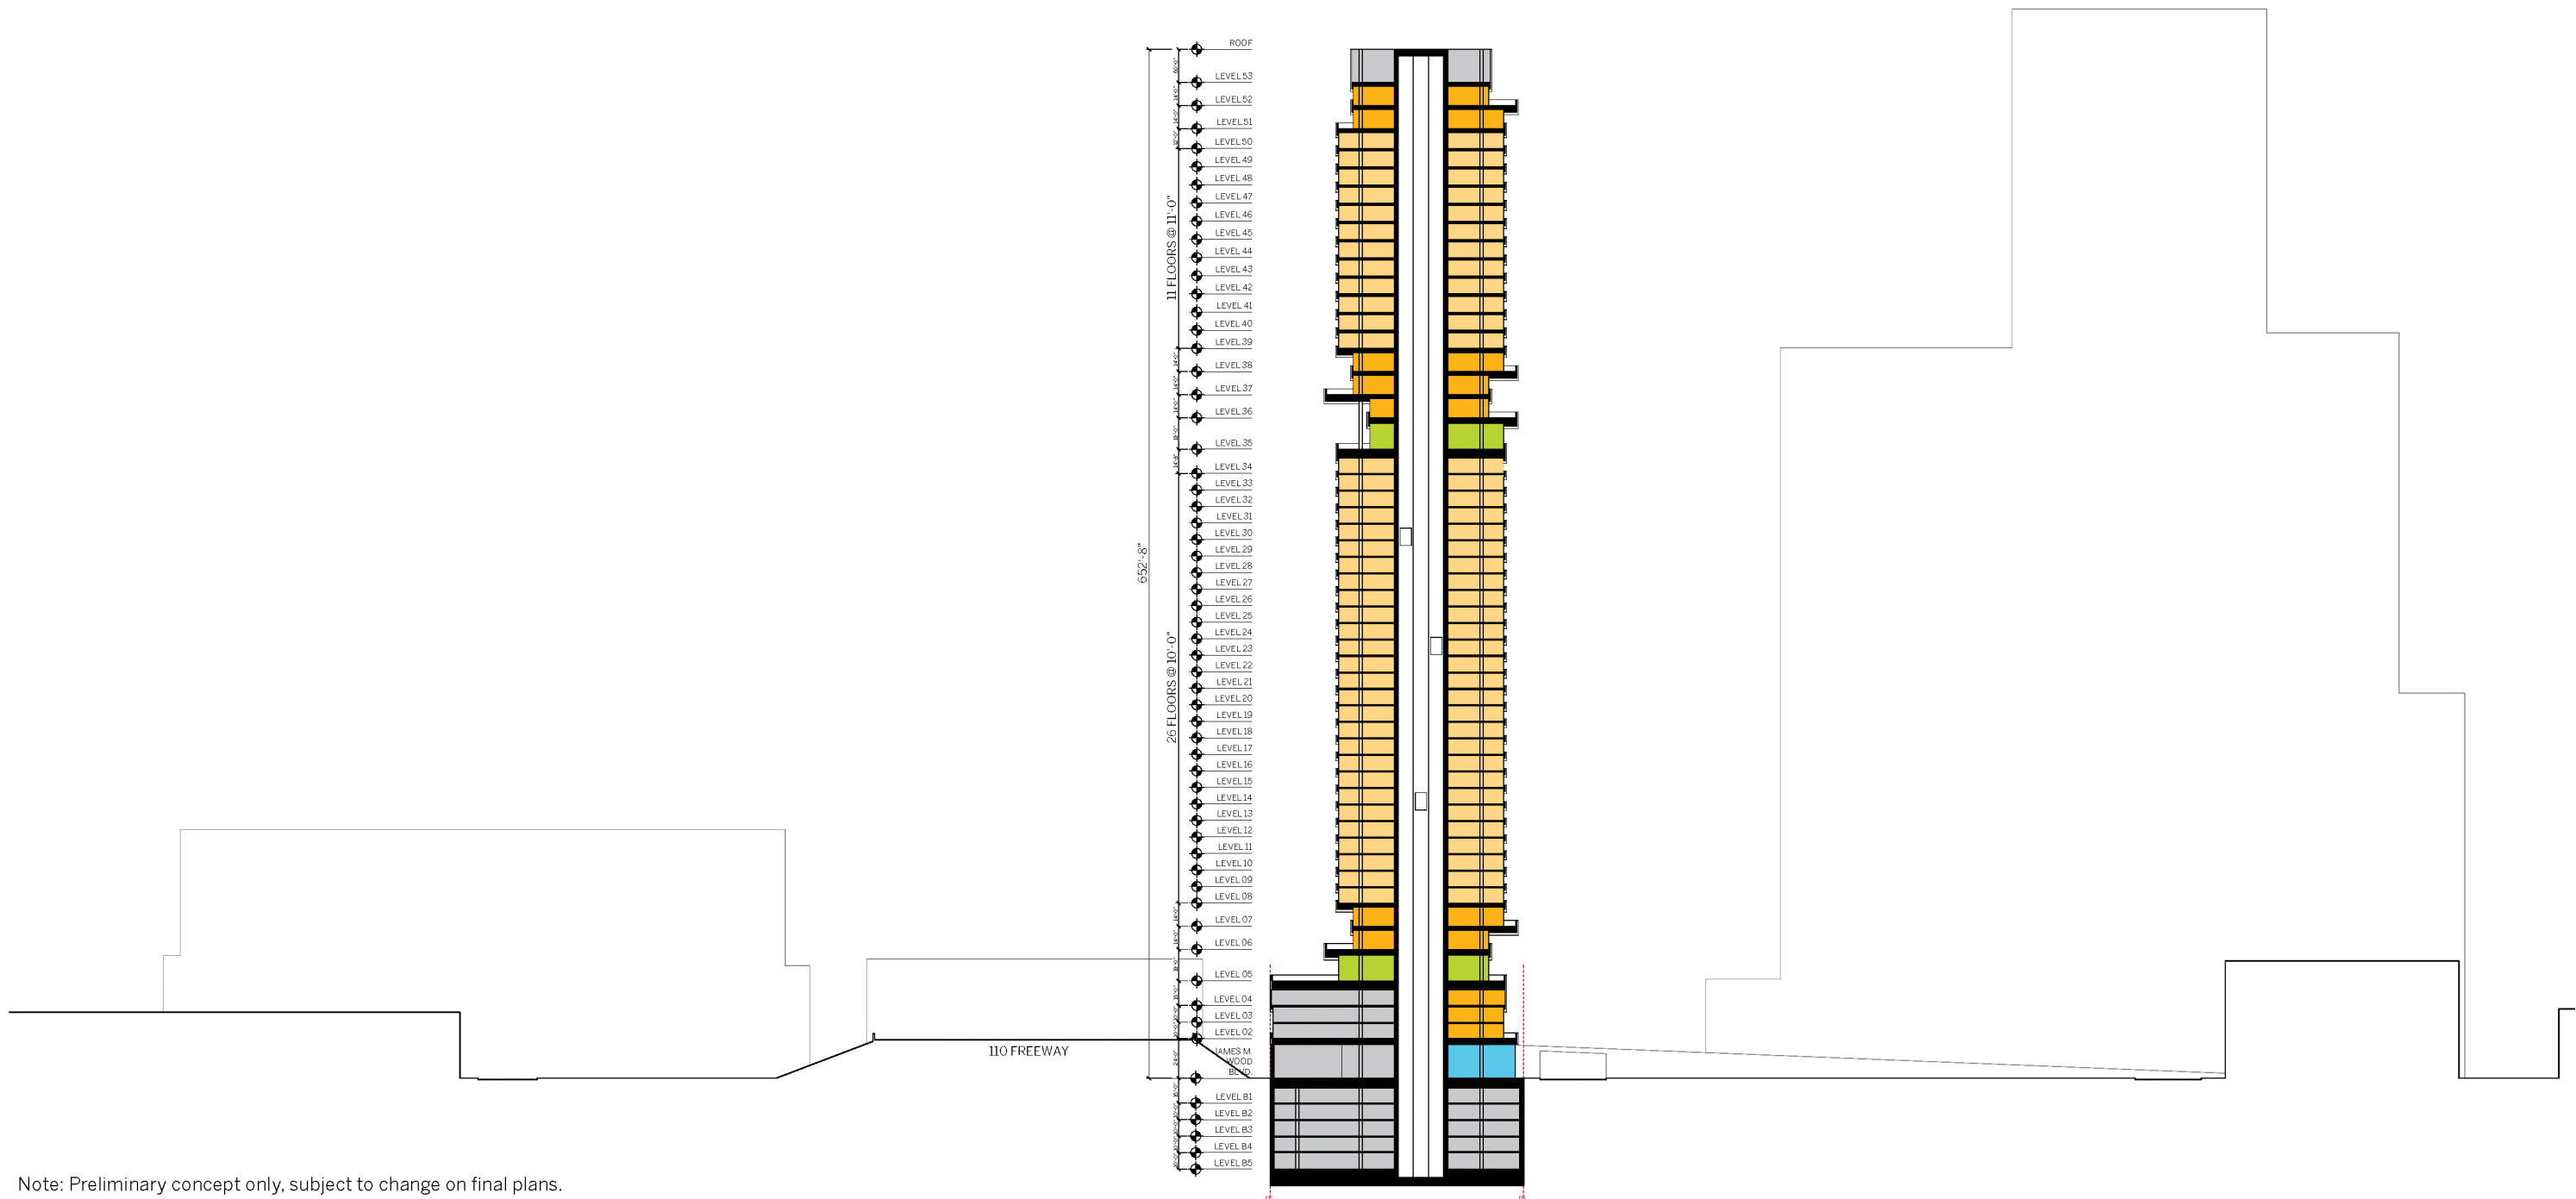 ROOF
LEVEL 53
LEVEL 52
LEVEL 51
LEVEL 50
LEVEL 49
LEVEL 48
LEVEL 47
LEVEL 46
LEVEL 45
LEVEL 44
LEVEL 43
LEVEL 42
LEVEL 41
LEVEL 40
LEVEL 39
LEVEL 38
LEVEL 37
LEVEL 36
LEVEL 35
LEVEL 34
LEVEL 33
LEVEL 32
LEVEL 31
LEVEL 30
LEVEL 29
LEVEL 28
LEVEL 27
LEVEL 26
LEVEL 25
LEVEL 24
LEVEL 23
LEVEL 22
LEVEL 21
LEVEL 20
LEVEL 19
LEVEL 18
LEVEL 17
LEVEL 16
LEVEL 15
LEVEL 14
LEVEL 13
LEVEL 12
LEVEL 11
LEVEL 10
LEVEL 09
LEVEL 08
LEVEL 07
LEVEL 06
LEVEL 05
LEVEL 04
LEVEL 03
LEVEL 02
JAMES M.
WOOD
BLVD.
LEVEL B1
LEVEL B2
LEVEL B3
LEVEL B4
LEVEL B5
11 FLOORS @ 11'-0"
26 FLOORS @ 10'-0"
652'-8"
110 FREEWAY
Note: Preliminary concept only, subject to change on final plans.